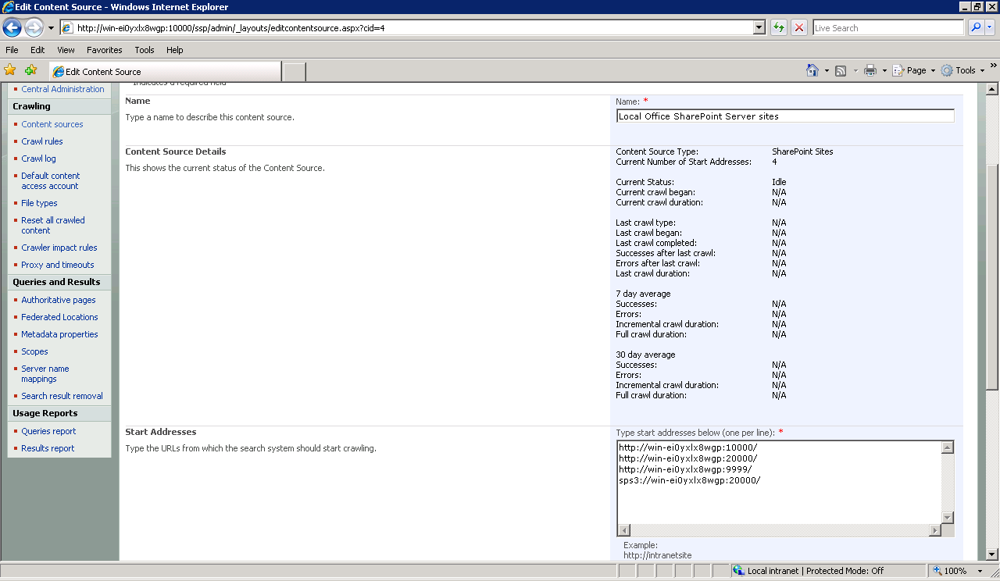 Edit Content Source - Windows Internet Explorer
http://win-ei0yxlx8wgp:10000/ssp/admin/_layouts/editcontentsource.aspx?cid=4
Live Search
File Edit View Favorites Tools Help
Edit Content Source
Page Tools
Indicates a required field
Central Administration
Crawling
Content sources
Crawl rules
Crawl log
Default content
access account
File types
Reset all crawled
content
Crawler impact rules
Proxy and timeouts
Queries and Results
Authoritative pages
Federated Locations
Metadata properties
Scopes
Server name
mappings
Search result removal
Usage Reports
Queries report
Results report
Name
Type a name to describe this content source.
Name: *
Local Office SharePoint Server sites
Content Source Details
This shows the current status of the Content Source.
Content Source Type: SharePoint Sites
Current Number of Start Addresses: 4
Current Status: Idle
Current crawl began: N/A
Current crawl duration: N/A
Last crawl type: N/A
Last crawl began: N/A
Last crawl completed: N/A
Successes after last crawl: N/A
Errors after last crawl: N/A
Last crawl duration: N/A
7 day average
Successes: N/A
Errors: N/A
Incremental crawl duration: N/A
Full crawl duration: N/A
30 day average
Successes: N/A
Errors: N/A
Incremental crawl duration: N/A
Full crawl duration: N/A
Start Addresses
Type the URLs from which the search system should start crawling.
Type start addresses below (one per line): *
http://win-ei0yxlx8wgp:10000/
http://win-ei0yxlx8wgp:20000/
http://win-ei0yxlx8wgp:9999/
sps3://win-ei0yxlx8wgp:20000/
Example:
http://intranetsite
Local intranet | Protected Mode: Off
100%